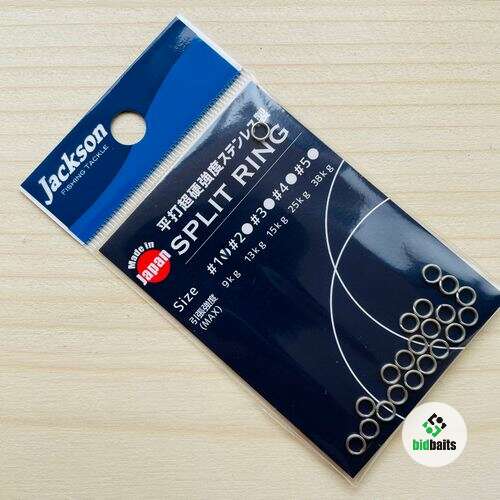 Jackson
FISHING TACKLE
平打超硬強度ステンレス製
SPLIT RING
Made in
Japan
Size #1 #2 #3 #4 #5
引張強度 9kg 13kg 15kg 25kg 38kg
(MAX)
bidbaits